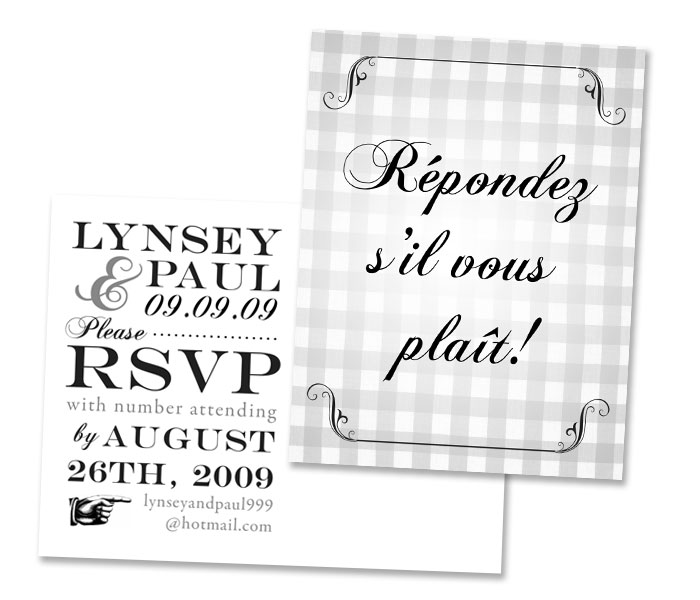 LYNSEY
& PAUL
09.09.09
Please
RSVP
with number attending
by AUGUST
26TH, 2009
lynseyandpaul999
@hotmail.com
Répondez
s'il vous
plaît!